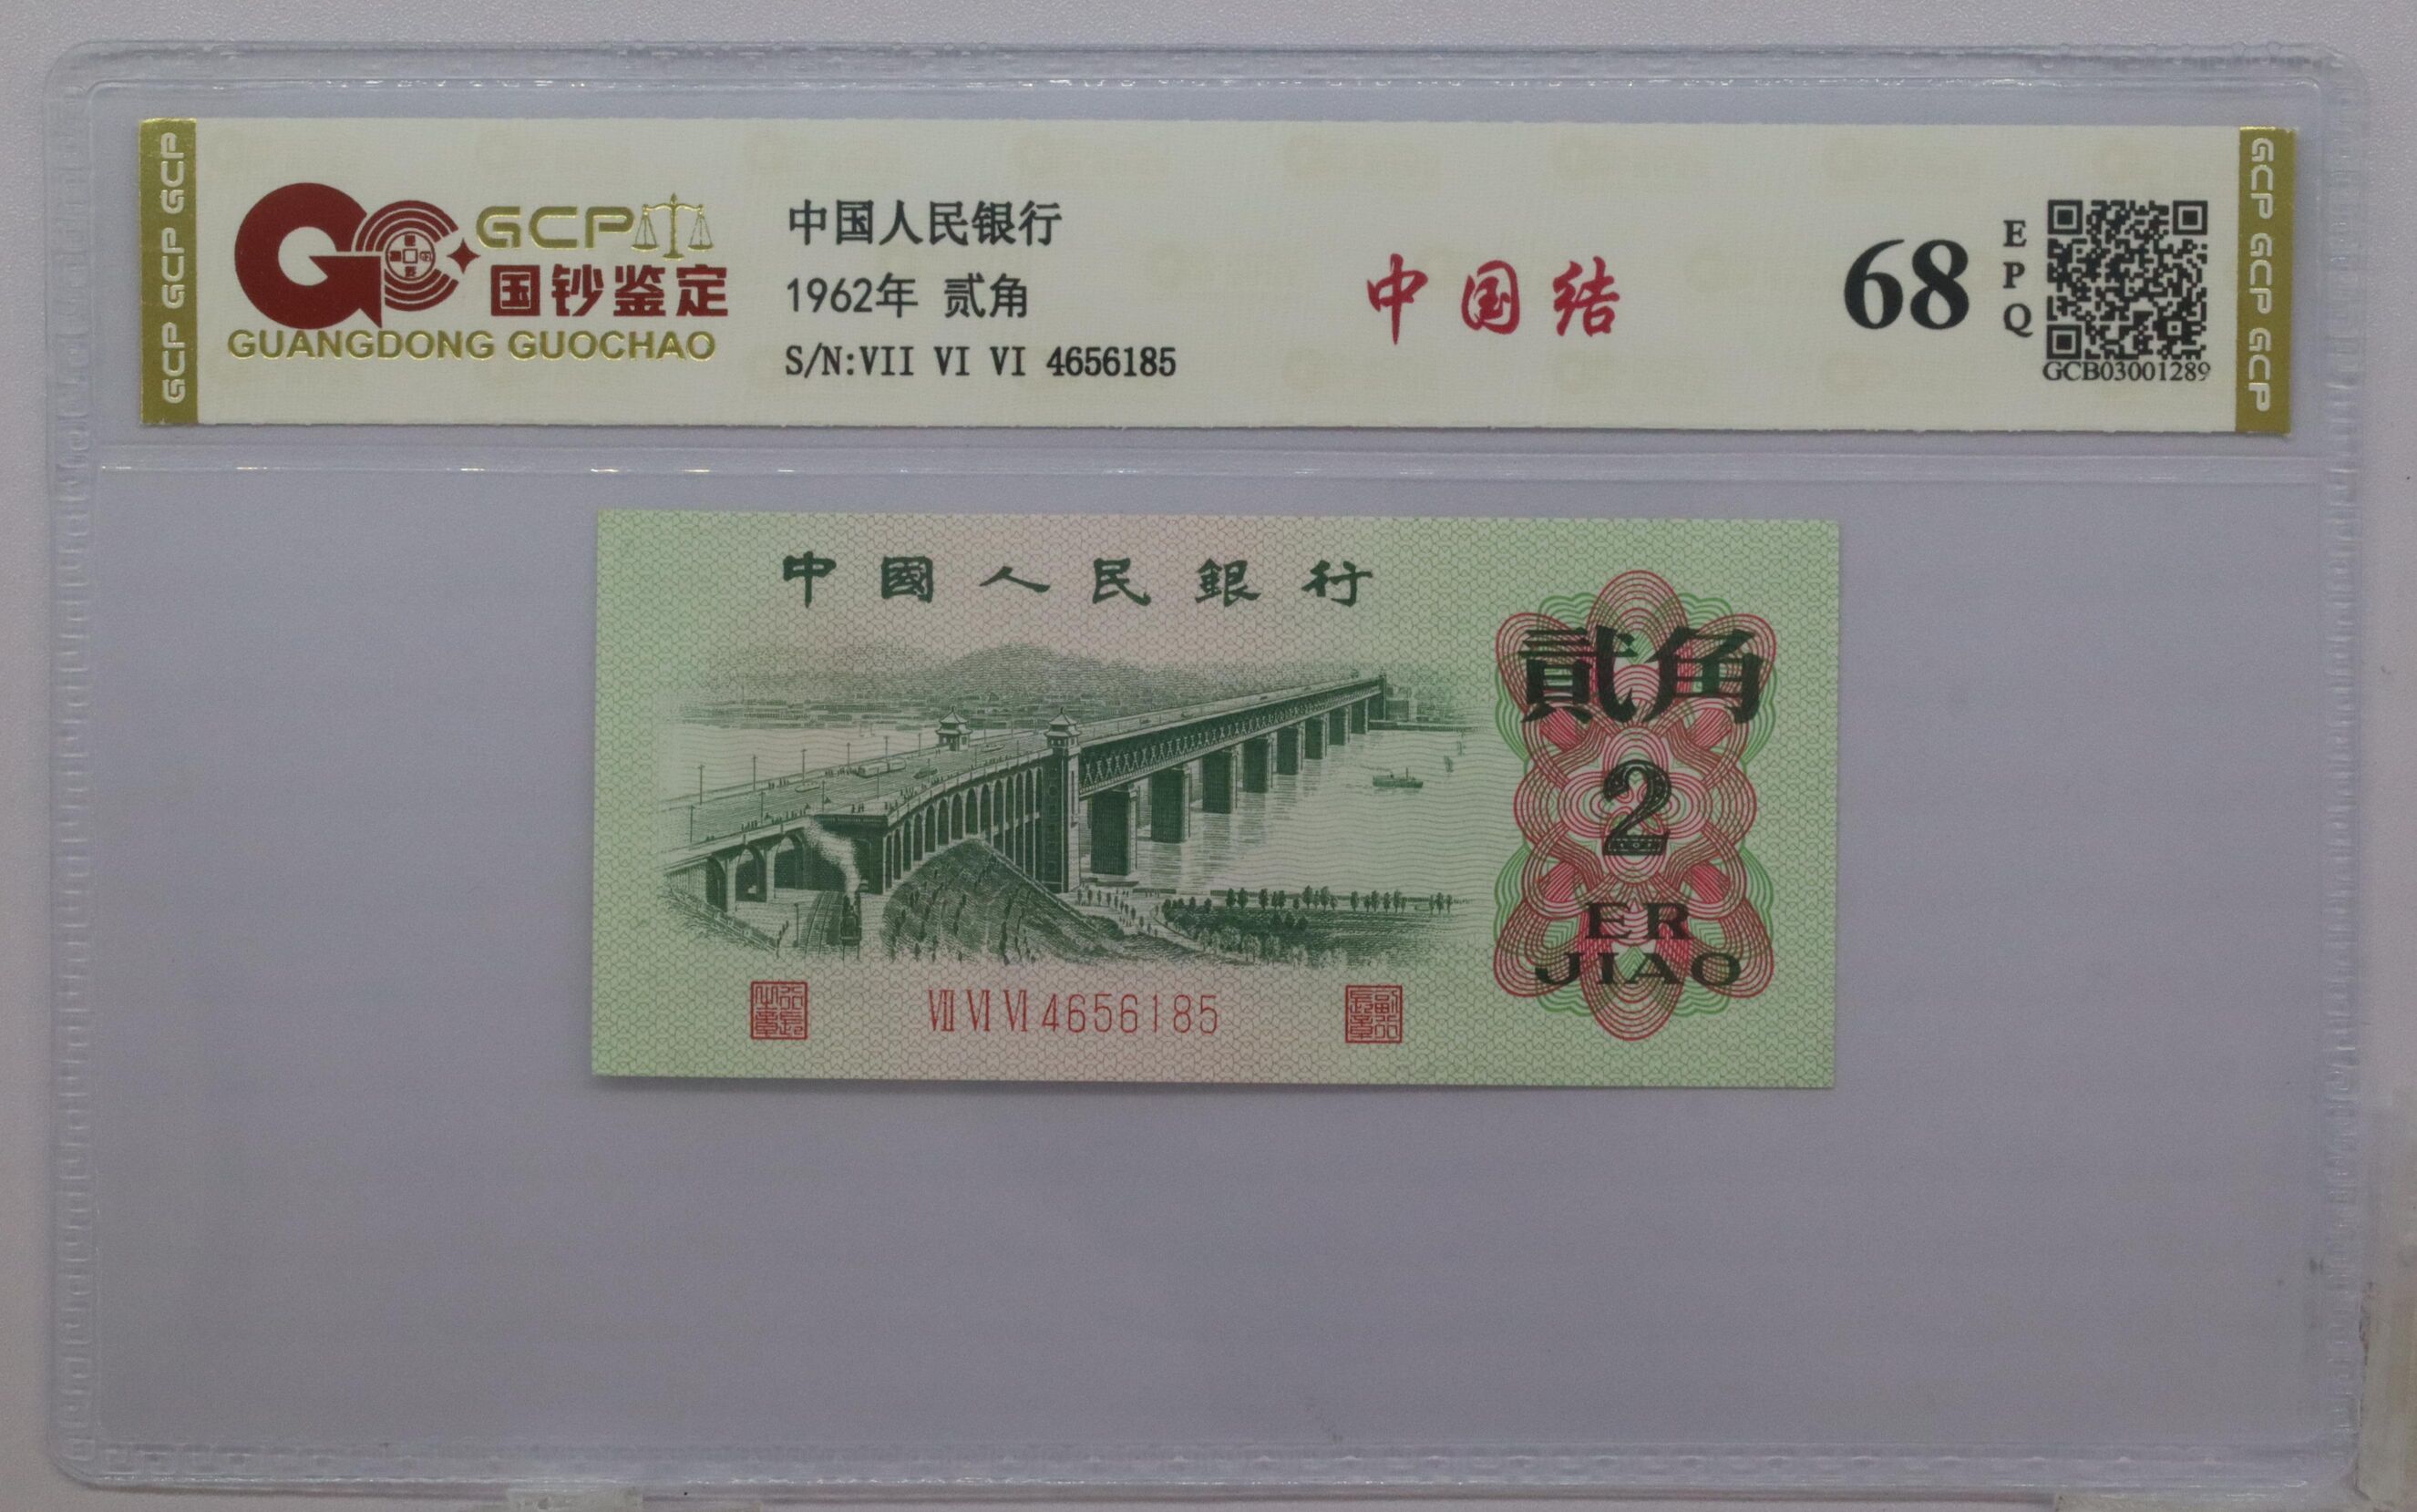 GCP GCP GCP
GCP
国钞鉴定
GUANGDONG GUOCHAO
中国人民银行
1962年 贰角
S/N:VII VI VI 4656185
中国结
68
EPQ
GCB03001289
GCP GCP GCP
中國人民銀行
貳角
2
ER
JIAO
VII VI VI 4656185